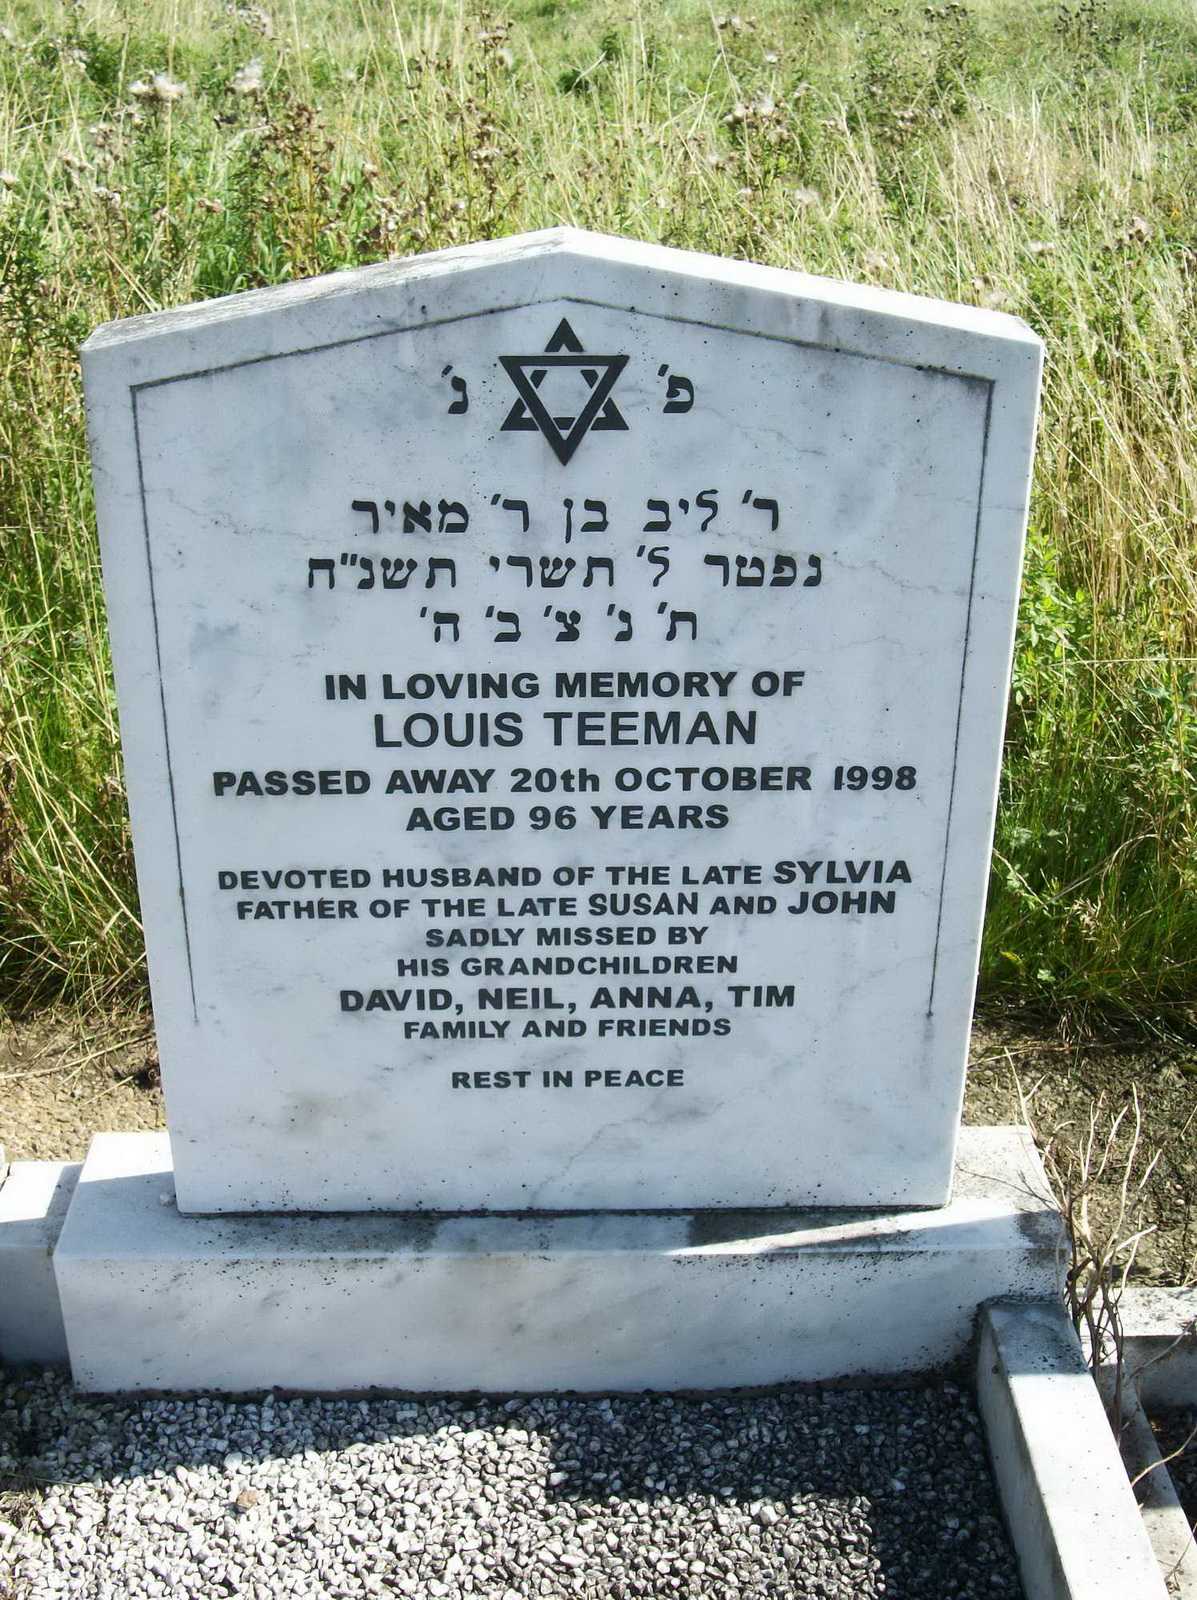 פ' נ'
ר' ליב בן ר' מאיר
נפטר ל' תשרי תשנ"ח
ת' נ' צ' ב' ה'
IN LOVING MEMORY OF
LOUIS TEEMAN
PASSED AWAY 20th OCTOBER 1998
AGED 96 YEARS
DEVOTED HUSBAND OF THE LATE SYLVIA
FATHER OF THE LATE SUSAN AND JOHN
SADLY MISSED BY
HIS GRANDCHILDREN
DAVID, NEIL, ANNA, TIM
FAMILY AND FRIENDS
REST IN PEACE